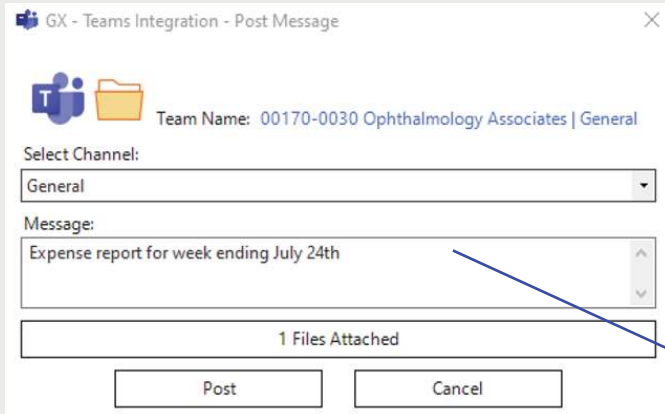 GX - Teams Integration - Post Message
T
Team Name: 00170-0030 Ophthalmology Associates | General
Select Channel:
General
Message:
Expense report for week ending July 24th
1 Files Attached
Post Cancel